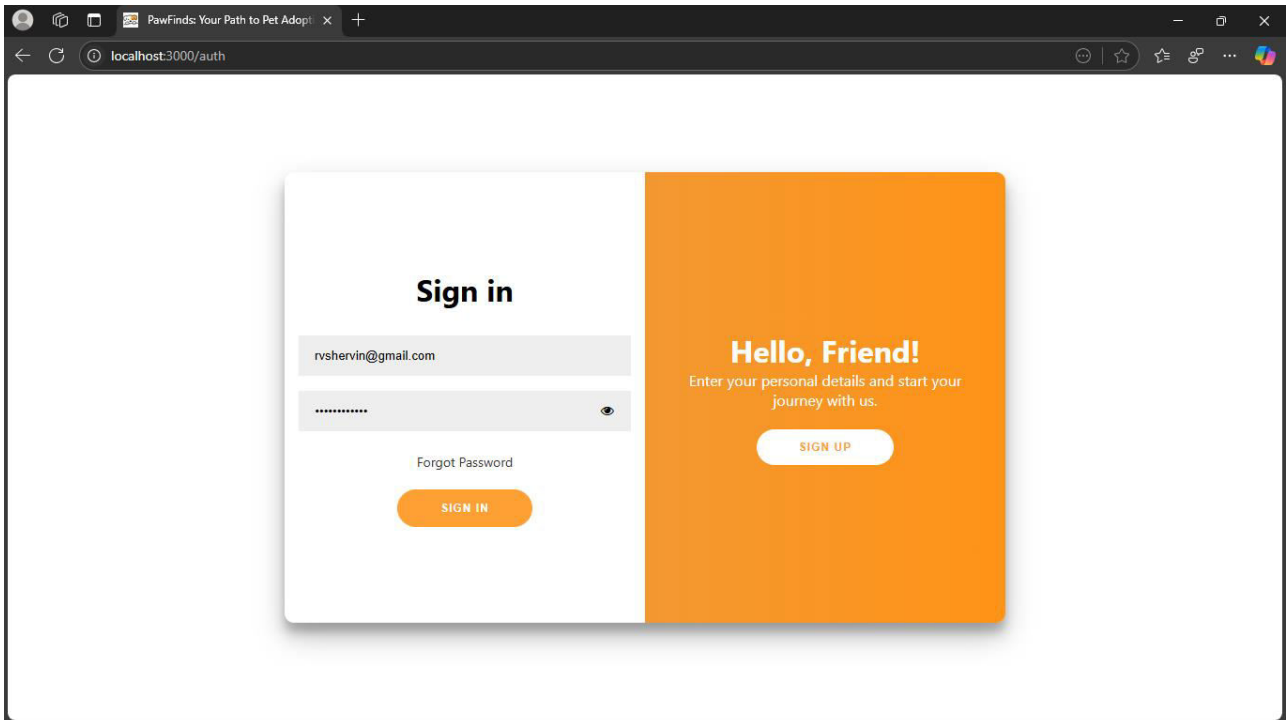 PawFinds: Your Path to Pet Adopti
localhost:3000/auth
Sign in
rvshervin@gmail.com
••••••••••••
Forgot Password
SIGN IN
Hello, Friend!
Enter your personal details and start your
journey with us.
SIGN UP